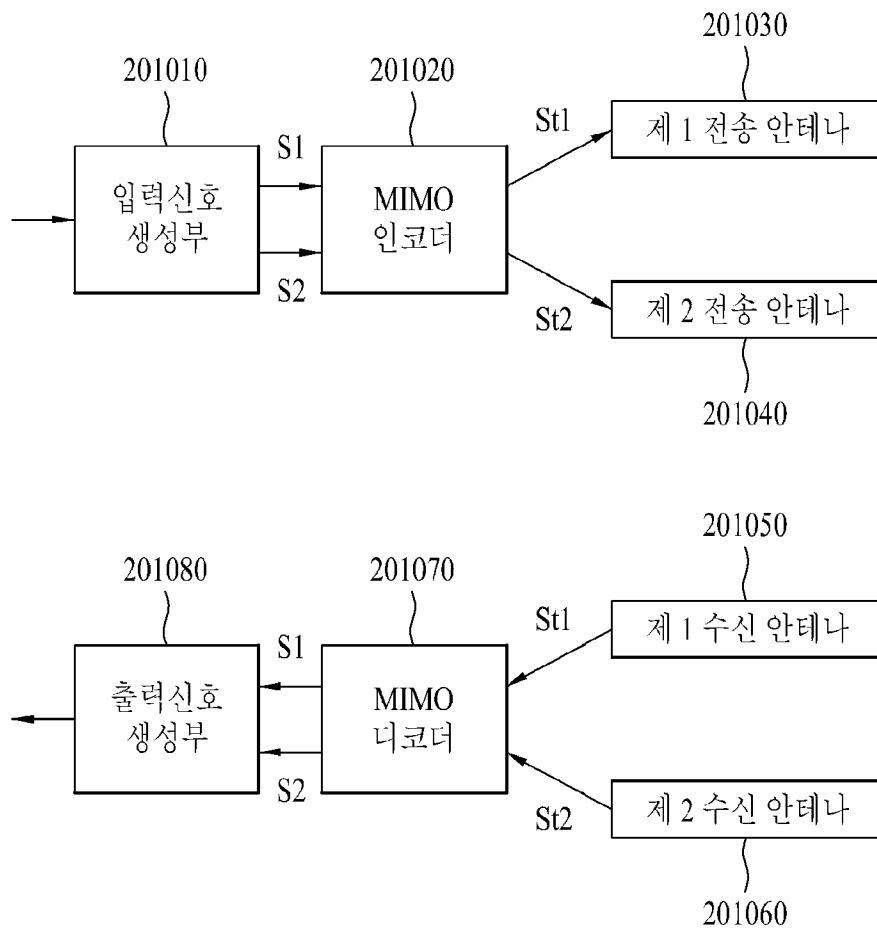 201010
201020
201030
S1
St1
제 1 전송 안테나
입력신호
생성부
MIMO
인코더
S2
St2
제 2 전송 안테나
201040
201050
201080
201070
S1
St1
제 1 수신 안테나
출력신호
생성부
MIMO
디코더
S2
St2
제 2 수신 안테나
201060